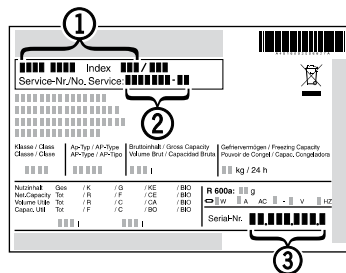 1
Index / 
Service-Nr./No. Service: -
2
Klasse / Class
Classe / Clase
Ap-Typ / AP-Type
AP-Type / AP-Tipo
Bruttoinhalt / Gross Capacity
Volume Brut / Capacidad Bruta
Gefriervermögen / Freezing Capacity
Pouvoir de Congel / Capac. Congeladora
l
kg / 24 h
Nutzinhalt Ges / K / G / KE / BIO
Net.Capacity Tot / R / F / CE / BIO
Volume Utile Tot / R / C / CA / BIO
Capac. Util Tot / F / C / BO / BIO
l l
R 600a: g
W A AC - V HZ
Serial-Nr.
3